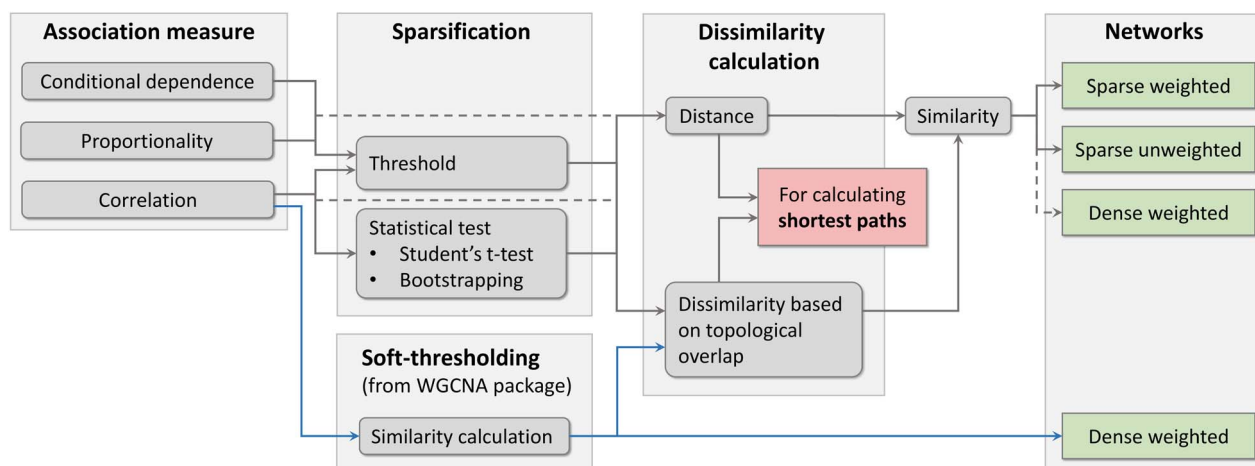 Association measure
Conditional dependence
Proportionality
Correlation
Sparsification
Threshold
Statistical test
• Student's t-test
• Bootstrapping
Soft-thresholding
(from WGCNA package)
Similarity calculation
Dissimilarity
calculation
Distance
For calculating
shortest paths
Dissimilarity based
on topological
overlap
Similarity
Networks
Sparse weighted
Sparse unweighted
Dense weighted
Dense weighted